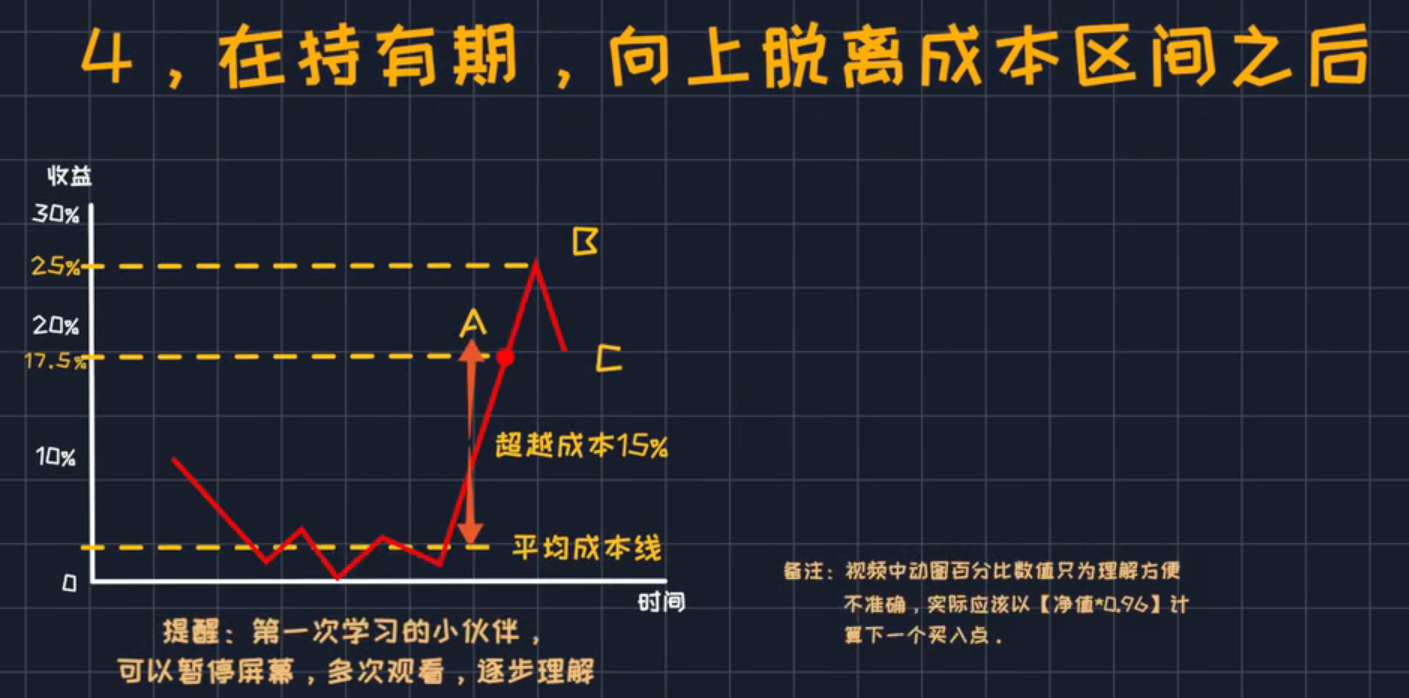 4，在持有期，向上脱离成本区间之后
收益
30%
B
25%
A
20%
C
17.5%
超越成本15%
10%
平均成本线
0
时间
备注：视频中动图百分比数值只为理解方便
不准确，实际应该以【净值*0.96】计
算下一个买入点．
提醒：第一次学习的小伙伴，
可以暂停屏幕，多次观看，逐步理解